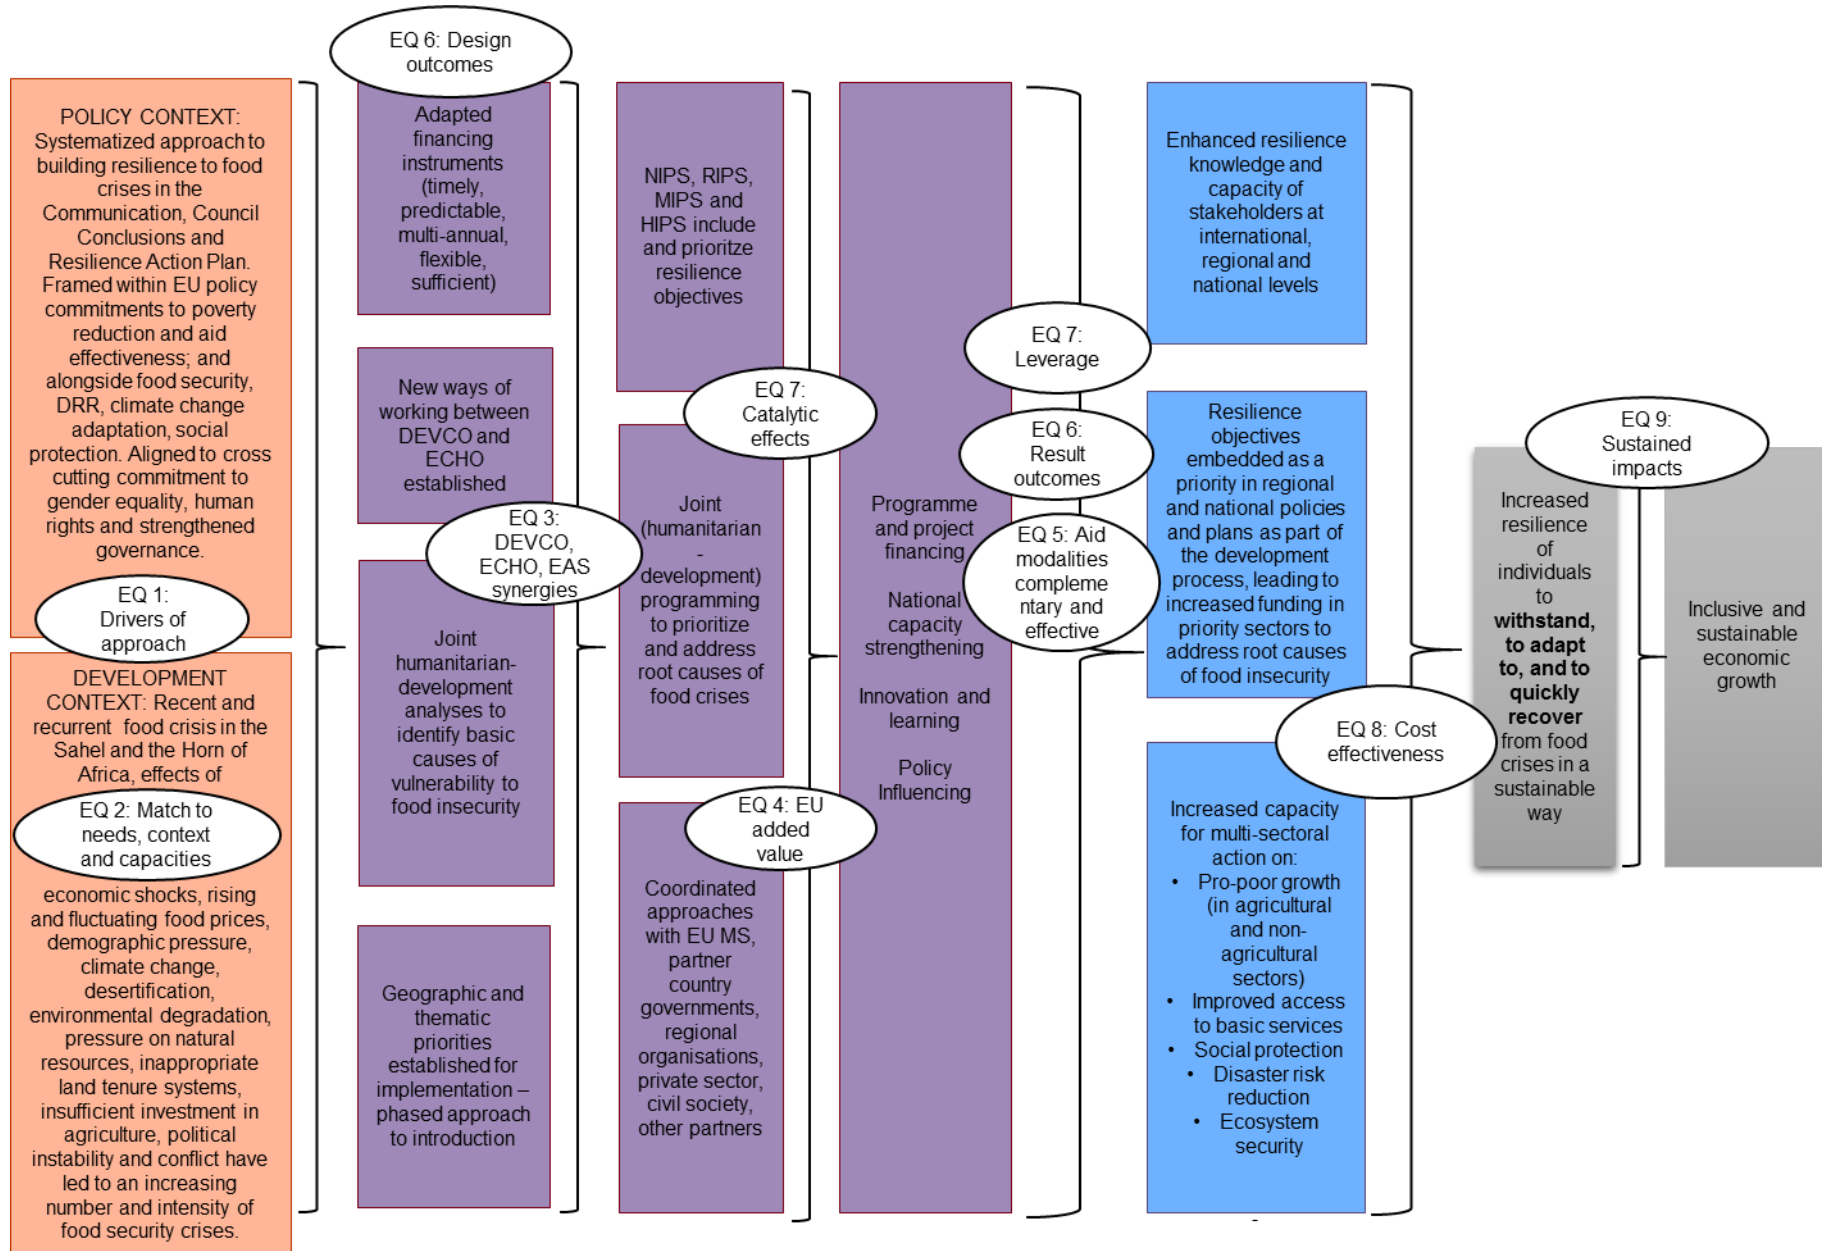 POLICY CONTEXT:
Systematized approach to
building resilience to food
crises in the
Communication, Council
Conclusions and
Resilience Action Plan.
Framed within EU policy
commitments to poverty
reduction and aid
effectiveness; and
alongside food security,
DRR, climate change
adaptation, social
protection. Aligned to cross
cutting commitment to
gender equality, human
rights and strengthened
governance.
EQ 1:
Drivers of
approach
DEVELOPMENT
CONTEXT: Recent and
recurrent food crisis in the
Sahel and the Horn of
Africa, effects of
EQ 2: Match to
needs, context
and capacities
economic shocks, rising
and fluctuating food prices,
demographic pressure,
climate change,
desertification,
environmental degradation,
pressure on natural
resources, inappropriate
land tenure systems,
insufficient investment in
agriculture, political
instability and conflict have
led to an increasing
number and intensity of
food security crises.
EQ 6: Design
outcomes
Adapted
financing
instruments
(timely,
predictable,
multi-annual,
flexible,
sufficient)
New ways of
working between
DEVCO and
ECHO
established
EQ 3:
DEVCO,
ECHO, EAS
synergies
Joint
humanitarian-
development
analyses to
identify basic
causes of
vulnerability to
food insecurity
Geographic and
thematic
priorities
established for
implementation –
phased approach
to introduction
NIPS, RIPS,
MIPS and
HIPS include
and prioritze
resilience
objectives
EQ 7:
Catalytic
effects
Joint
(humanitarian
-
development)
programming
to prioritize
and address
root causes of
food crises
EQ 4: EU
added
value
Coordinated
approaches
with EU MS,
partner
country
governments,
regional
organisations,
private sector,
civil society,
other partners
Programme
and project
financing
National
capacity
strengthening
Innovation and
learning
Policy
Influencing
EQ 7:
Leverage
EQ 6:
Result
outcomes
EQ 5: Aid
modalities
compleme
ntary and
effective
Enhanced resilience
knowledge and
capacity of
stakeholders at
international,
regional and
national levels
Resilience
objectives
embedded as a
priority in regional
and national policies
and plans as part of
the development
process, leading to
increased funding in
priority sectors to
address root causes
of food insecurity
EQ 8: Cost
effectiveness
Increased capacity
for multi-sectoral
action on:
• Pro-poor growth
(in agricultural
and non-
agricultural
sectors)
• Improved access
to basic services
• Social protection
• Disaster risk
reduction
• Ecosystem
security
-
EQ 9:
Sustained
impacts
Increased
resilience
of
individuals
to
withstand,
to adapt
to, and to
quickly
recover
from food
crises in a
sustainable
way
Inclusive and
sustainable
economic
growth